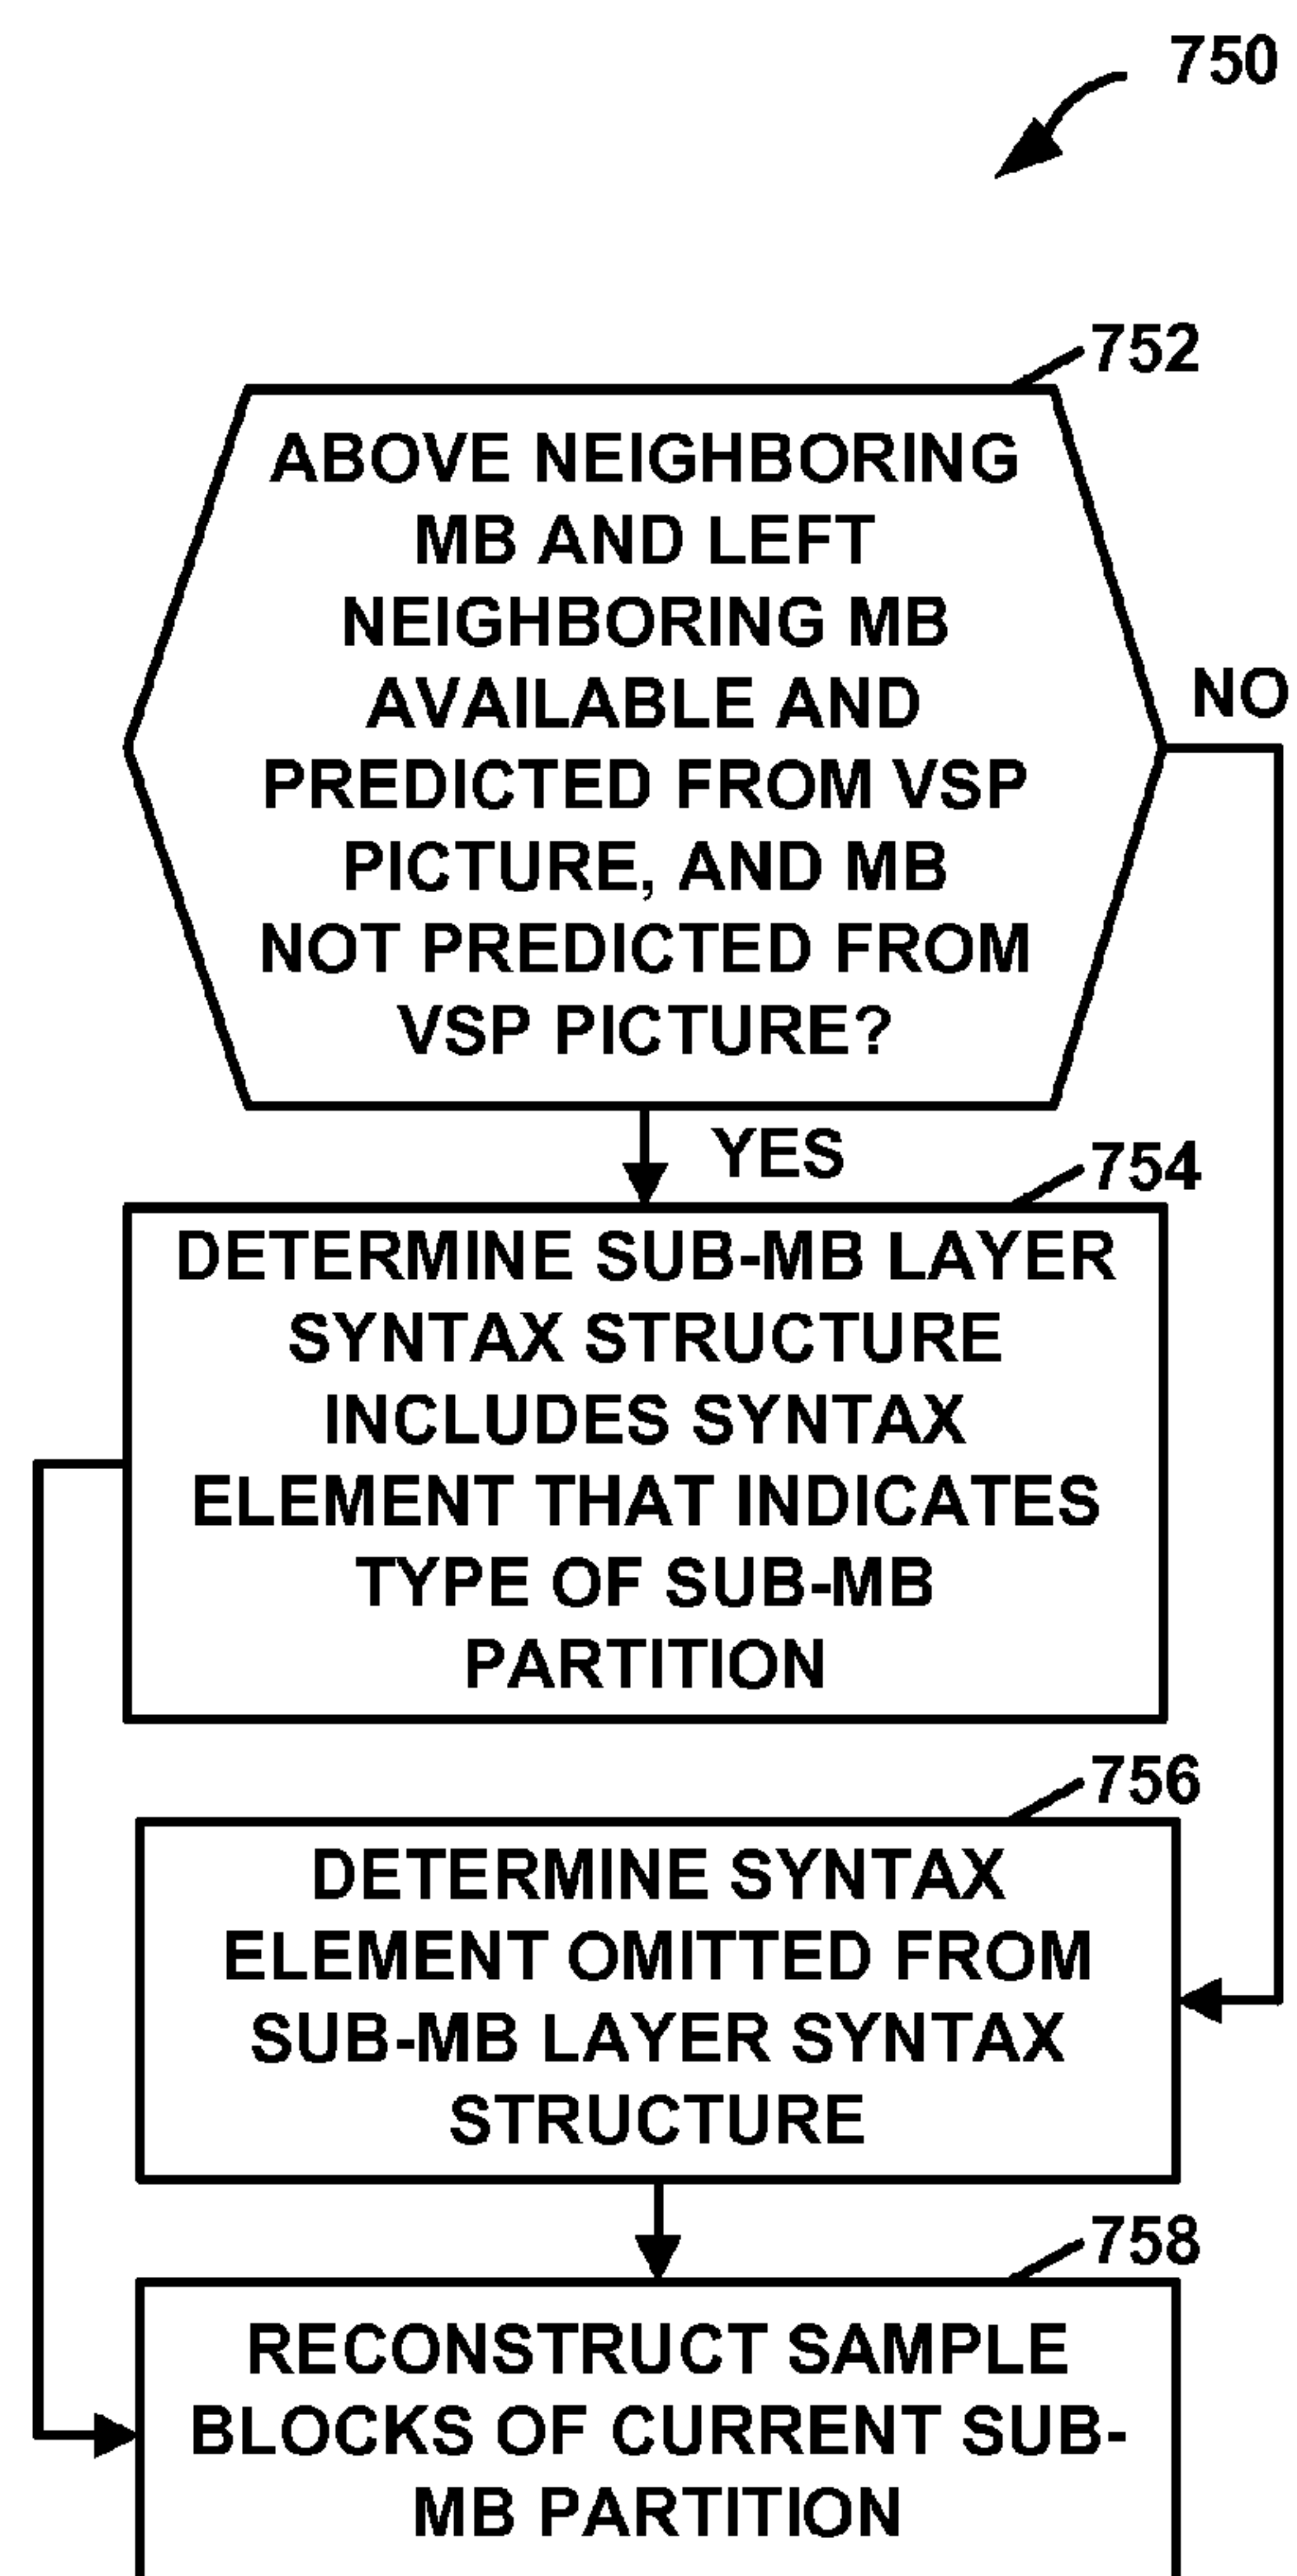 750
752
ABOVE NEIGHBORING
MB AND LEFT
NEIGHBORING MB
AVAILABLE AND
PREDICTED FROM VSP
PICTURE, AND MB
NOT PREDICTED FROM
VSP PICTURE?
NO
YES
754
DETERMINE SUB-MB LAYER
SYNTAX STRUCTURE
INCLUDES SYNTAX
ELEMENT THAT INDICATES
TYPE OF SUB-MB
PARTITION
756
DETERMINE SYNTAX
ELEMENT OMITTED FROM
SUB-MB LAYER SYNTAX
STRUCTURE
758
RECONSTRUCT SAMPLE
BLOCKS OF CURRENT SUB-
MB PARTITION